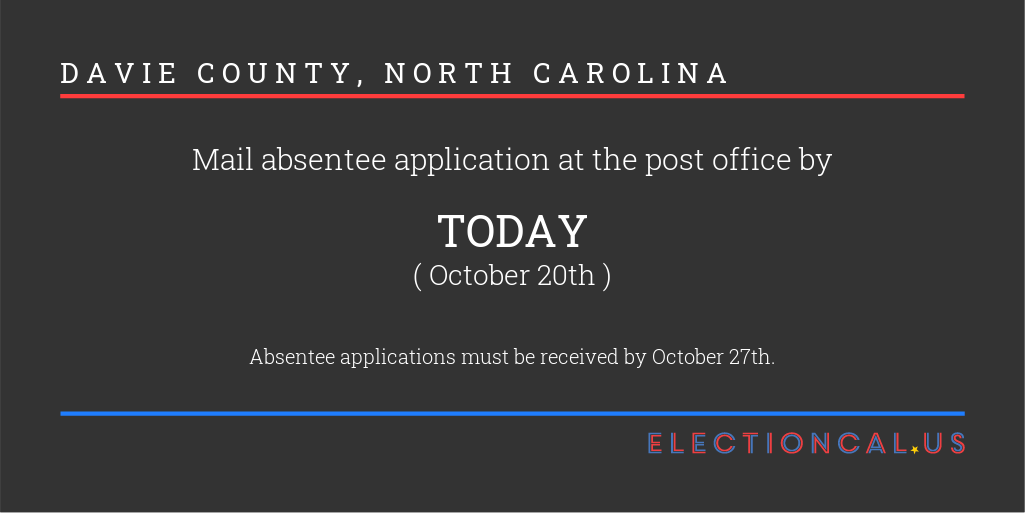 DAVIE COUNTY, NORTH CAROLINA
Mail absentee application at the post office by
TODAY
( October 20th )
Absentee applications must be received by October 27th.
ELECTIONCAL.US